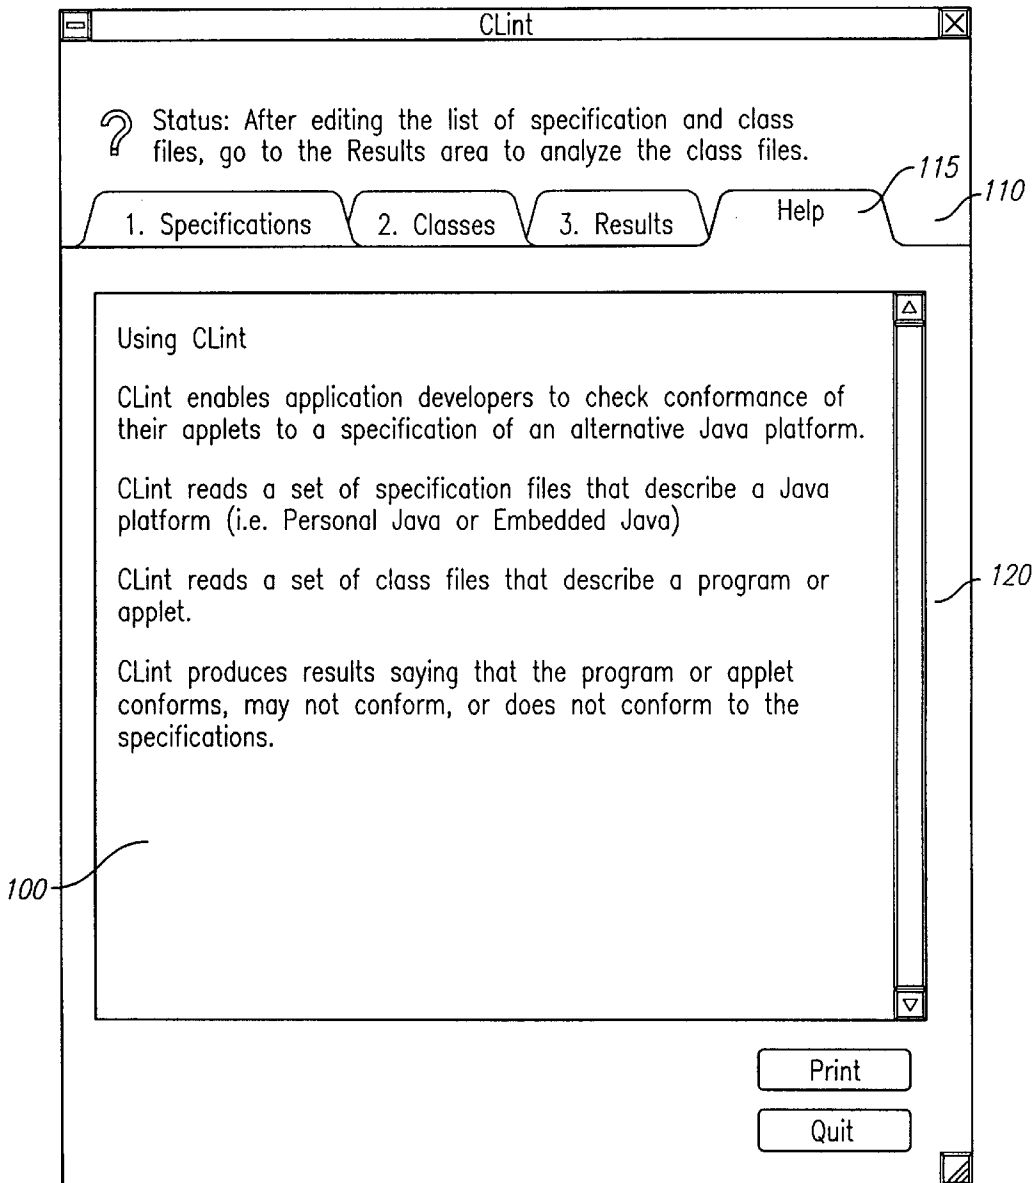 CLint
Status: After editing the list of specification and class
files, go to the Results area to analyze the class files.
115
110
1. Specifications
2. Classes
3. Results
Help
Using CLint
CLint enables application developers to check conformance of
their applets to a specification of an alternative Java platform.
CLint reads a set of specification files that describe a Java
platform (i.e. Personal Java or Embedded Java)
CLint reads a set of class files that describe a program or
applet.
120
CLint produces results saying that the program or applet
conforms, may not conform, or does not conform to the
specifications.
100
Print
Quit